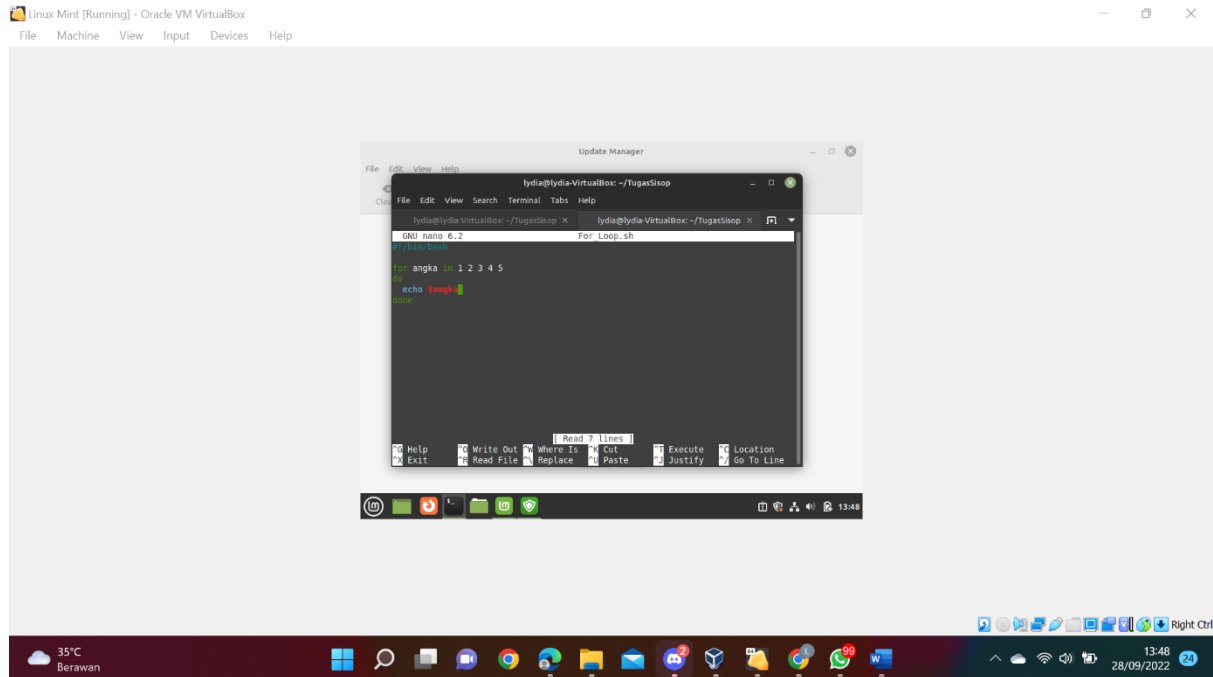 Linux Mint [Running] - Oracle VM VirtualBox
File Machine View Input Devices Help
Update Manager
File Edit View Help
Clea
lydia@lydia-VirtualBox: ~/TugasSisop
File Edit View Search Terminal Tabs Help
lydia@lydia-VirtualBox: ~/TugasSisop × lydia@lydia-VirtualBox: ~/TugasSisop ×
GNU nano 6.2 For_Loop.sh
#!/bin/bash
for angka in 1 2 3 4 5
do
echo $angka
done
[ Read 7 lines ]
^G Help ^O Write Out ^W Where Is ^K Cut ^T Execute ^C Location
^X Exit ^R Read File ^\ Replace ^U Paste ^J Justify ^/ Go To Line
13:48
Right Ctrl
35°C
Berawan
2
99
13:48
28/09/2022
24